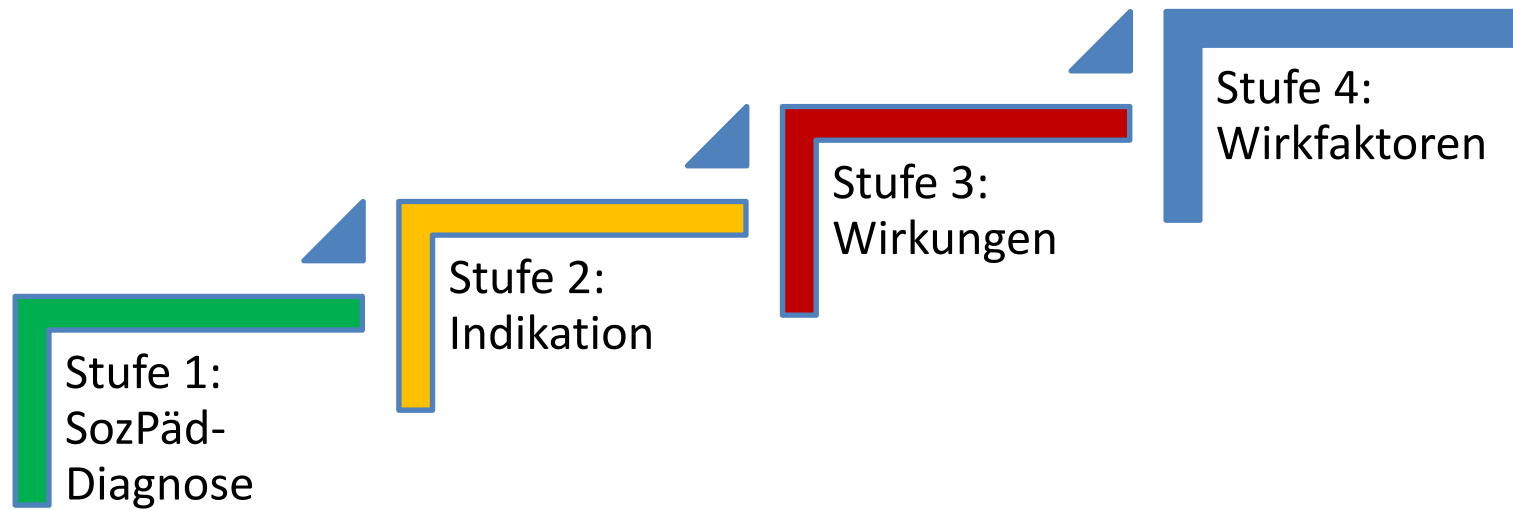 Stufe 1:
SozPäd-
Diagnose
Stufe 2:
Indikation
Stufe 3:
Wirkungen
Stufe 4:
Wirkfaktoren